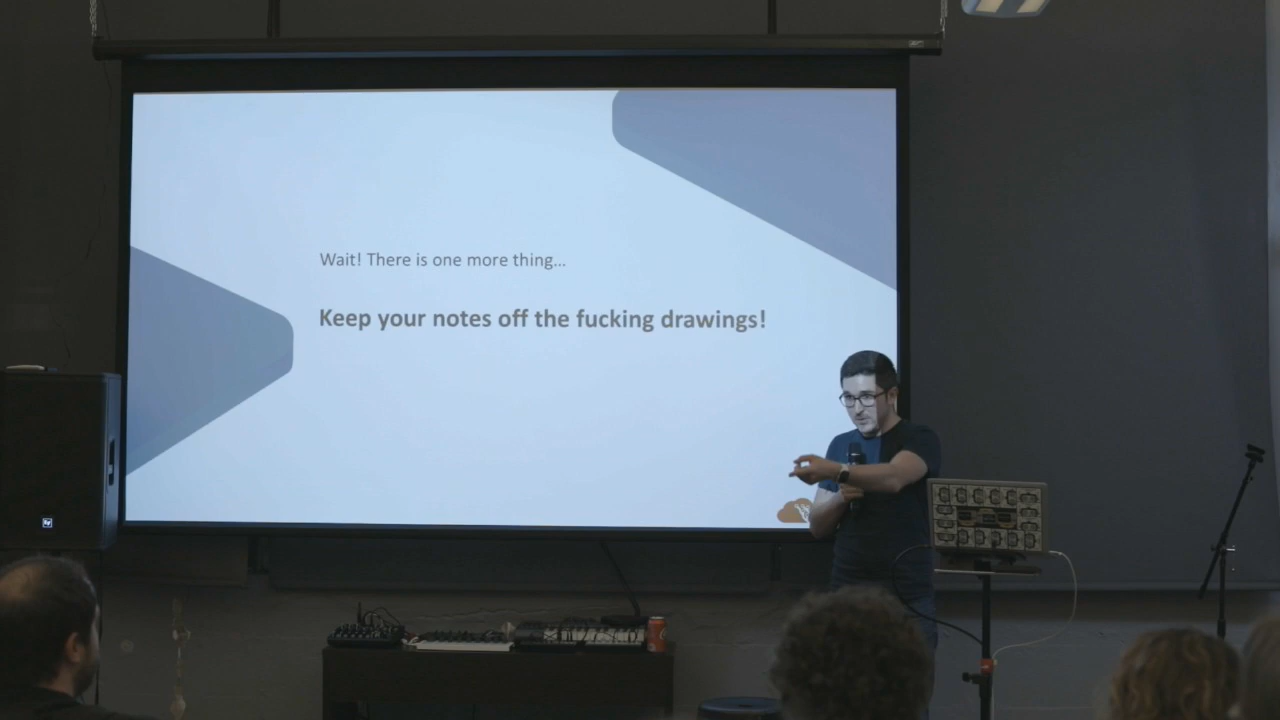 Wait! There is one more thing...
Keep your notes off the fucking drawings!